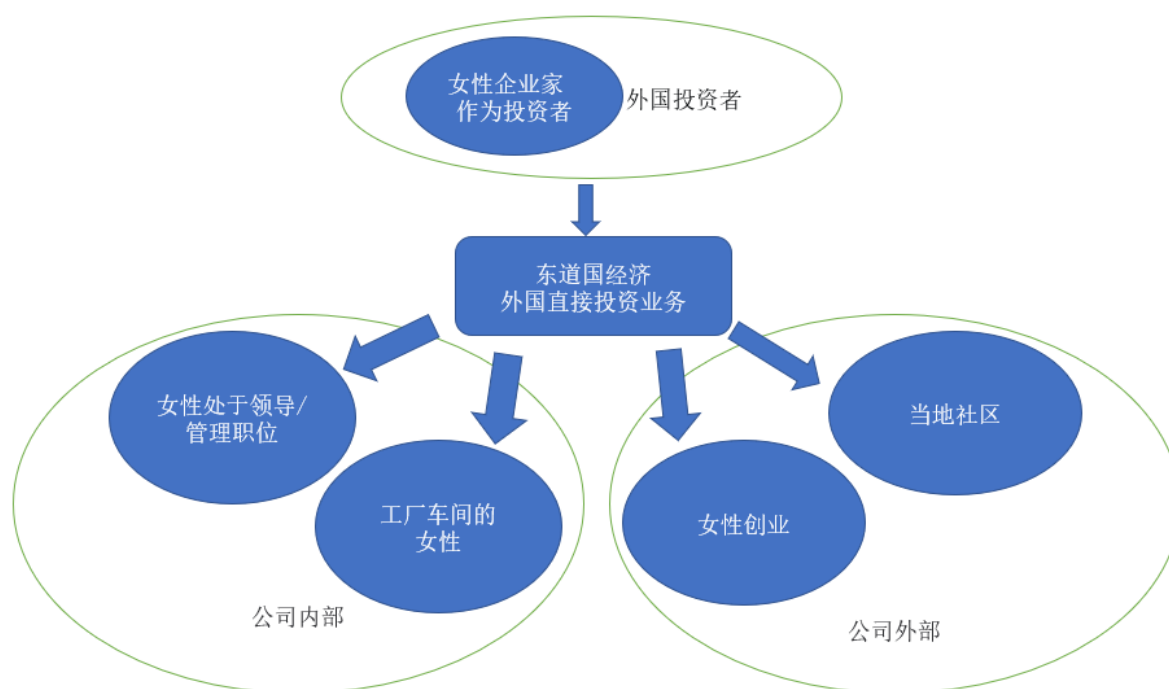 女性企业家
作为投资者
外国投资者
东道国经济
外国直接投资业务
女性处于领导/
管理职位
工厂车间的
女性
公司内部
当地社区
女性创业
公司外部